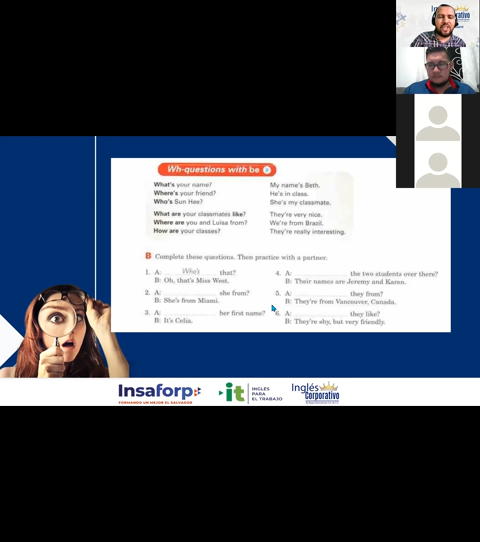 Inglés
Corporativo
Wh-questions with be
What's your name? My name's Beth.
Where's your friend? He's in class.
Who's Sun Hee? She's my classmate.
What are your classmates like? They're very nice.
Where are you and Luisa from? We're from Brazil.
How are your classes? They're really interesting.
B Complete these questions. Then practice with a partner.
1. A: Who's that?
B: Oh, that's Miss West.
2. A: she from?
B: She's from Miami.
3. A: her first name?
B: It's Celia.
4. A: the two students over there?
B: Their names are Jeremy and Karen.
5. A: they from?
B: They're from Vancouver, Canada.
6. A: they like?
B: They're shy, but very friendly.
Insaforp
FORMANDO UN MEJOR EL SALVADOR
it
INGLÉS
PARA
EL TRABAJO
Inglés
Corporativo